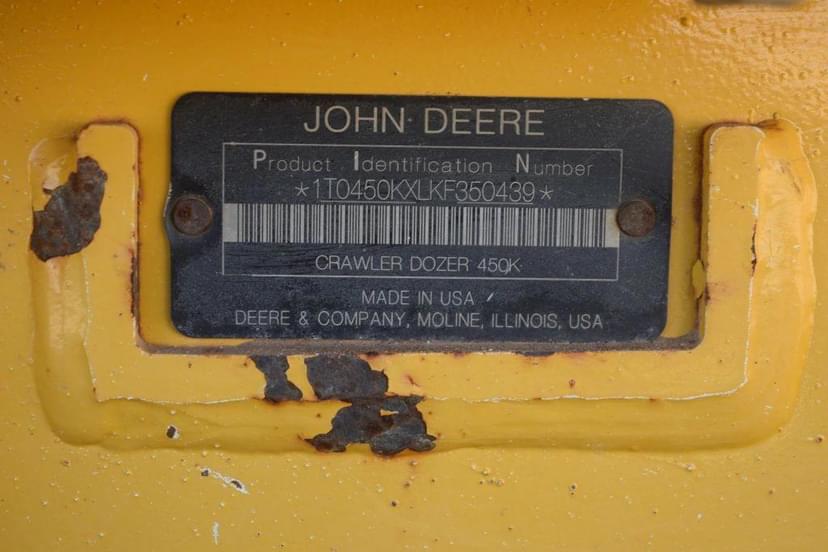 JOHN DEERE
Product Identification Number
*1T0450KXLKF350439*
CRAWLER DOZER 450K
MADE IN USA
DEERE & COMPANY, MOLINE, ILLINOIS, USA